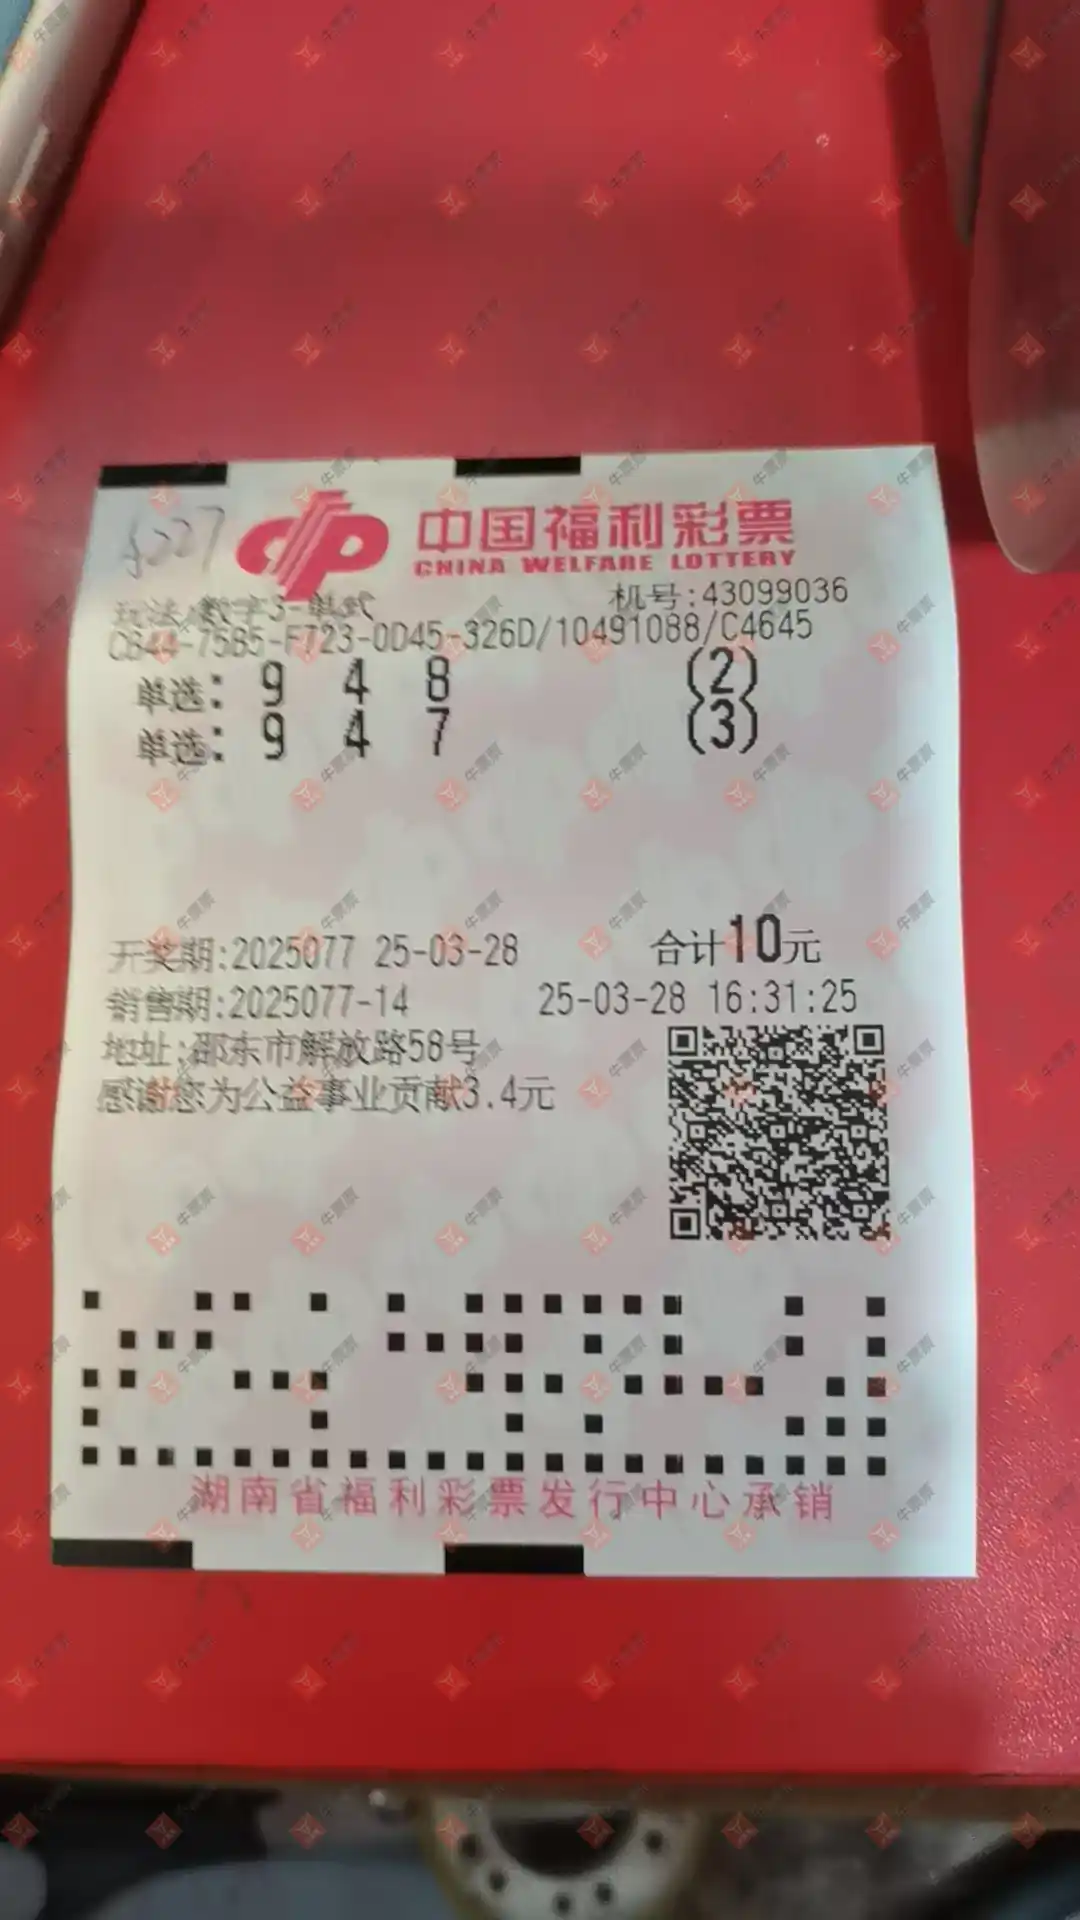 中国福利彩票
CHINA WELFARE LOTTERY
玩法:数字3-单式
机号:43099036
CB44-75B5-F723-0D45-326D/10491088/C4645
单选: 9 4 8 (2)
单选: 9 4 7 (3)
开奖期:2025077 25-03-28 合计10元
销售期:2025077-14 25-03-28 16:31:25
地址:邵东市解放路58号
感谢您为公益事业贡献3.4元
湖南省福利彩票发行中心承销
牛票票